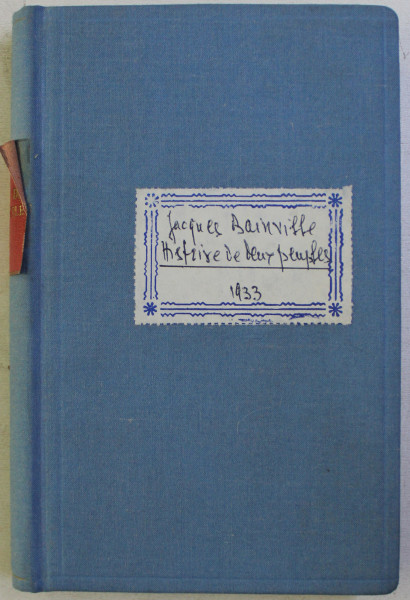 Jacques Bainville
Histoire de deux peuples
1933